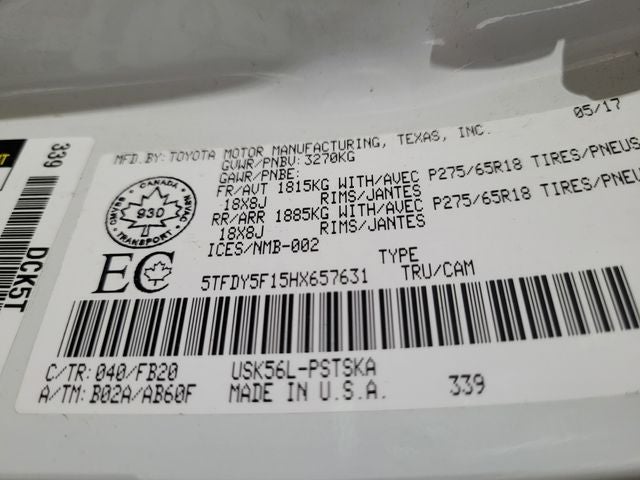 05/17
MFD.BY: TOYOTA MOTOR MANUFACTURING, TEXAS, INC.
GVWR/PNBV: 3270KG
GAWR/PNBE:
FR/AVT 1815KG WITH/AVEC P275/65R18 TIRES/PNEUS
18X8J RIMS/JANTES
RR/ARR 1885KG WITH/AVEC P275/65R18 TIRES/PNEU
18X8J RIMS/JANTES
ICES/NMB-002
CANADA
930
TRANSPORT
EC
5TFDY5F15HX657631
TYPE
TRU/CAM
C/TR: 040/FB20
A/TM: B02A/AB60F
USK56L-PSTSKA
MADE IN U.S.A.
339
339
DCK5T